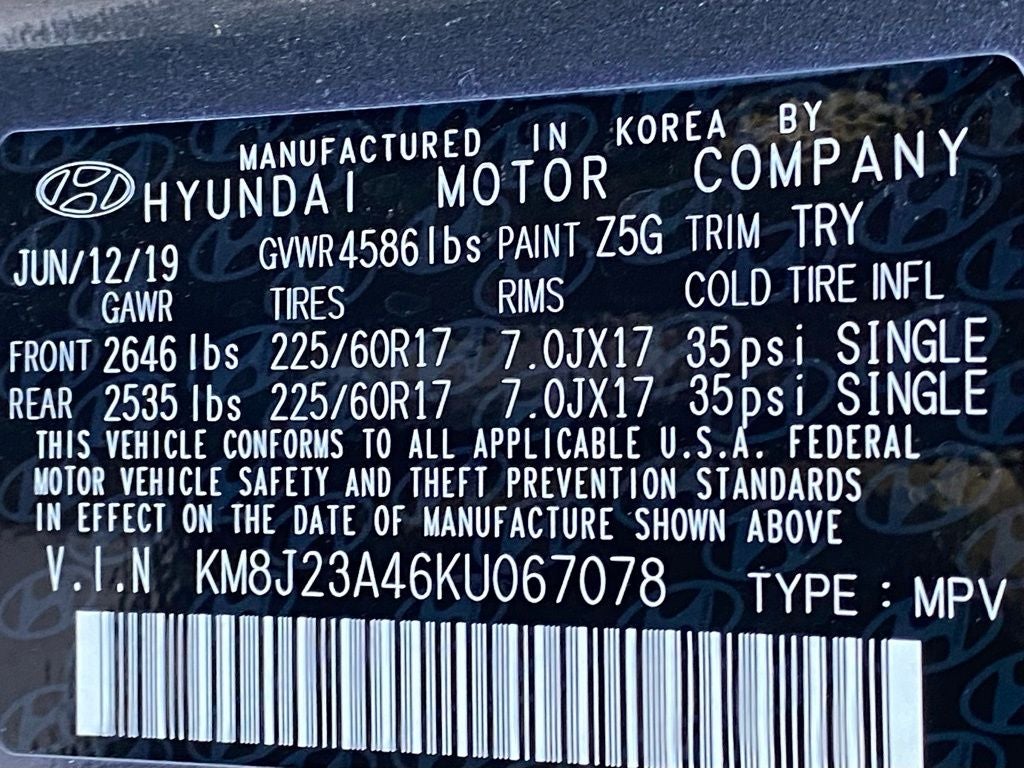 MANUFACTURED IN KOREA BY
HYUNDAI MOTOR COMPANY
JUN/12/19 GVWR 4586 lbs PAINT Z5G TRIM TRY
GAWR TIRES RIMS COLD TIRE INFL
FRONT 2646 lbs 225/60R17 7.0JX17 35psi SINGLE
REAR 2535 lbs 225/60R17 7.0JX17 35psi SINGLE
THIS VEHICLE CONFORMS TO ALL APPLICABLE U.S.A. FEDERAL
MOTOR VEHICLE SAFETY AND THEFT PREVENTION STANDARDS
IN EFFECT ON THE DATE OF MANUFACTURE SHOWN ABOVE
V.I.N KM8J23A46KU067078 TYPE : MPV